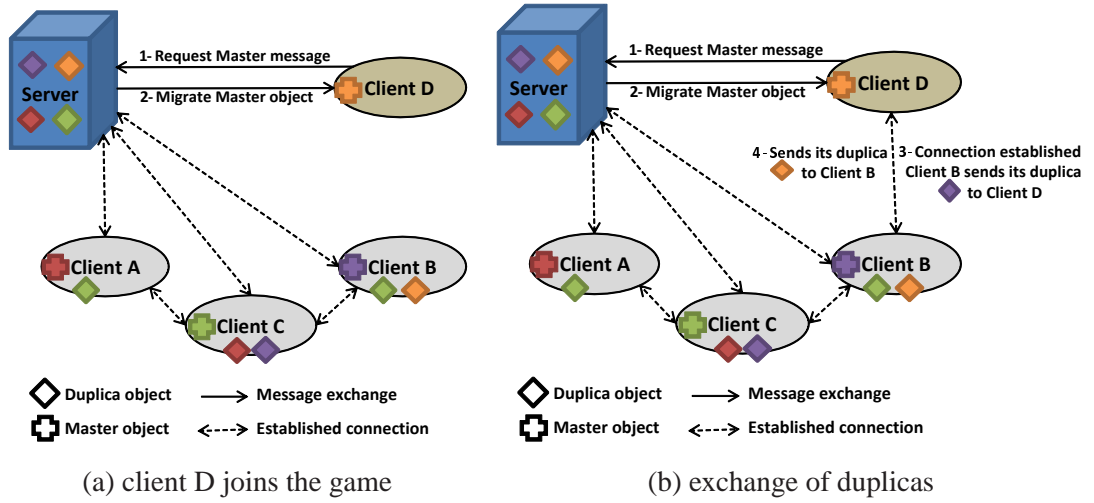 1- Request Master message
Server
Client D
2- Migrate Master object
Client A
Client B
Client C
Duplica object
Message exchange
Master object
Established connection
(a) client D joins the game
1- Request Master message
Server
Client D
2- Migrate Master object
4- Sends its duplica
to Client B
3- Connection established
Client B sends its duplica
to Client D
Client A
Client B
Client C
Duplica object
Message exchange
Master object
Established connection
(b) exchange of duplicas